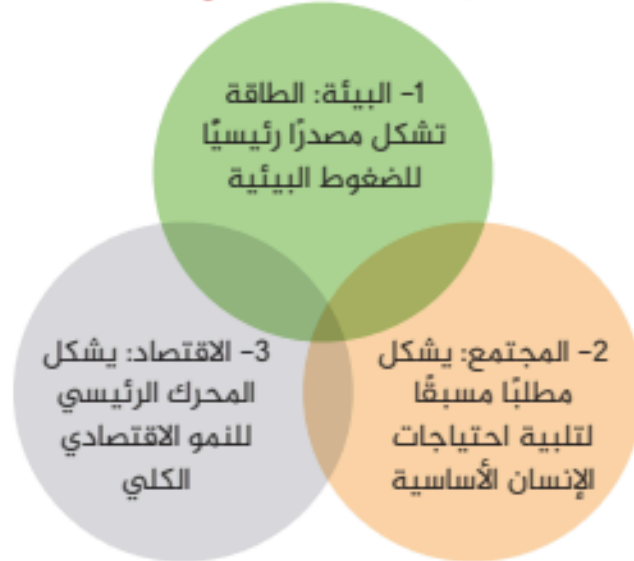 1- البيئة: الطاقة
تشكل مصدرًا رئيسيًا
للضغوط البيئية
2- المجتمع: يشكل
مطلبًا مسبقًا
لتلبية احتياجات
الإنسان الأساسية
3- الاقتصاد: يشكل
المحرك الرئيسي
للنمو الاقتصادي
الكلي